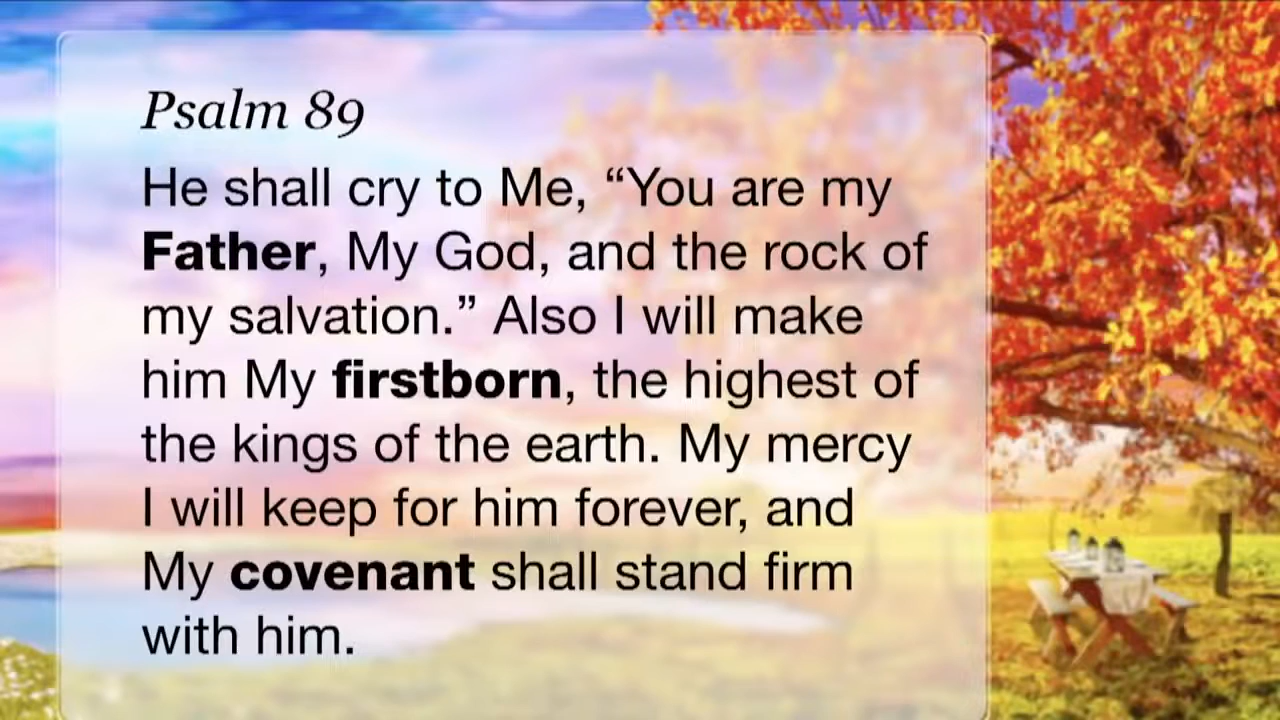 Psalm 89
He shall cry to Me, “You are my
Father, My God, and the rock of
my salvation.” Also I will make
him My firstborn, the highest of
the kings of the earth. My mercy
I will keep for him forever, and
My covenant shall stand firm
with him.